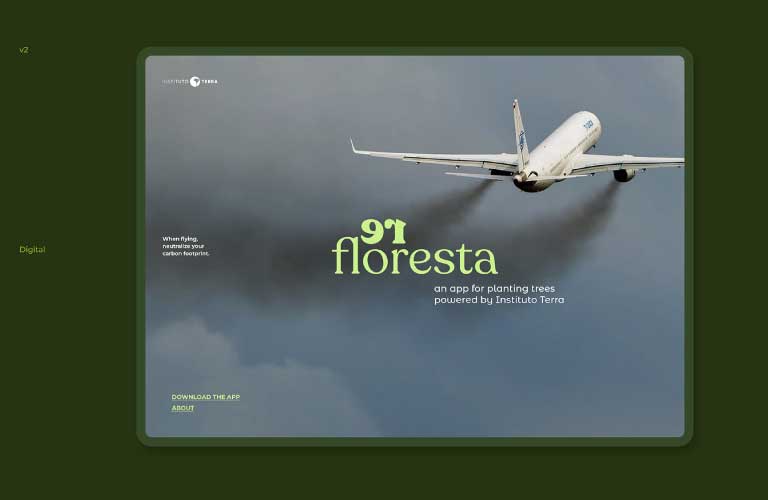 v2
INSTITUTO TERRA
Digital
When flying,
neutralize your
carbon footprint.
floresta
an app for planting trees
powered by Instituto Terra
DOWNLOAD THE APP
ABOUT